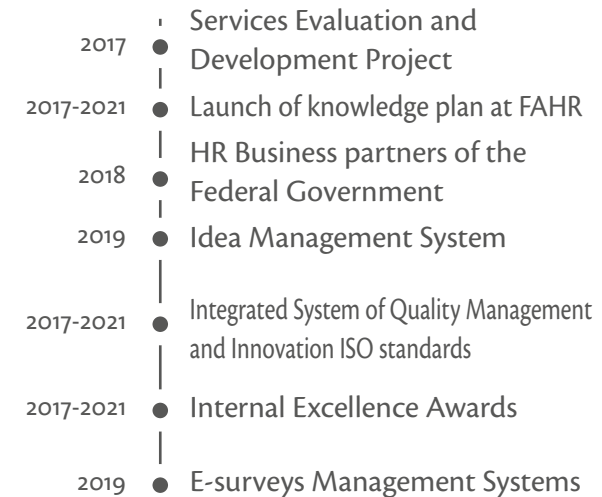 2017
Services Evaluation and
Development Project
2017-2021
Launch of knowledge plan at FAHR
2018
HR Business partners of the
Federal Government
2019
Idea Management System
2017-2021
Integrated System of Quality Management
and Innovation ISO standards
2017-2021
Internal Excellence Awards
2019
E-surveys Management Systems